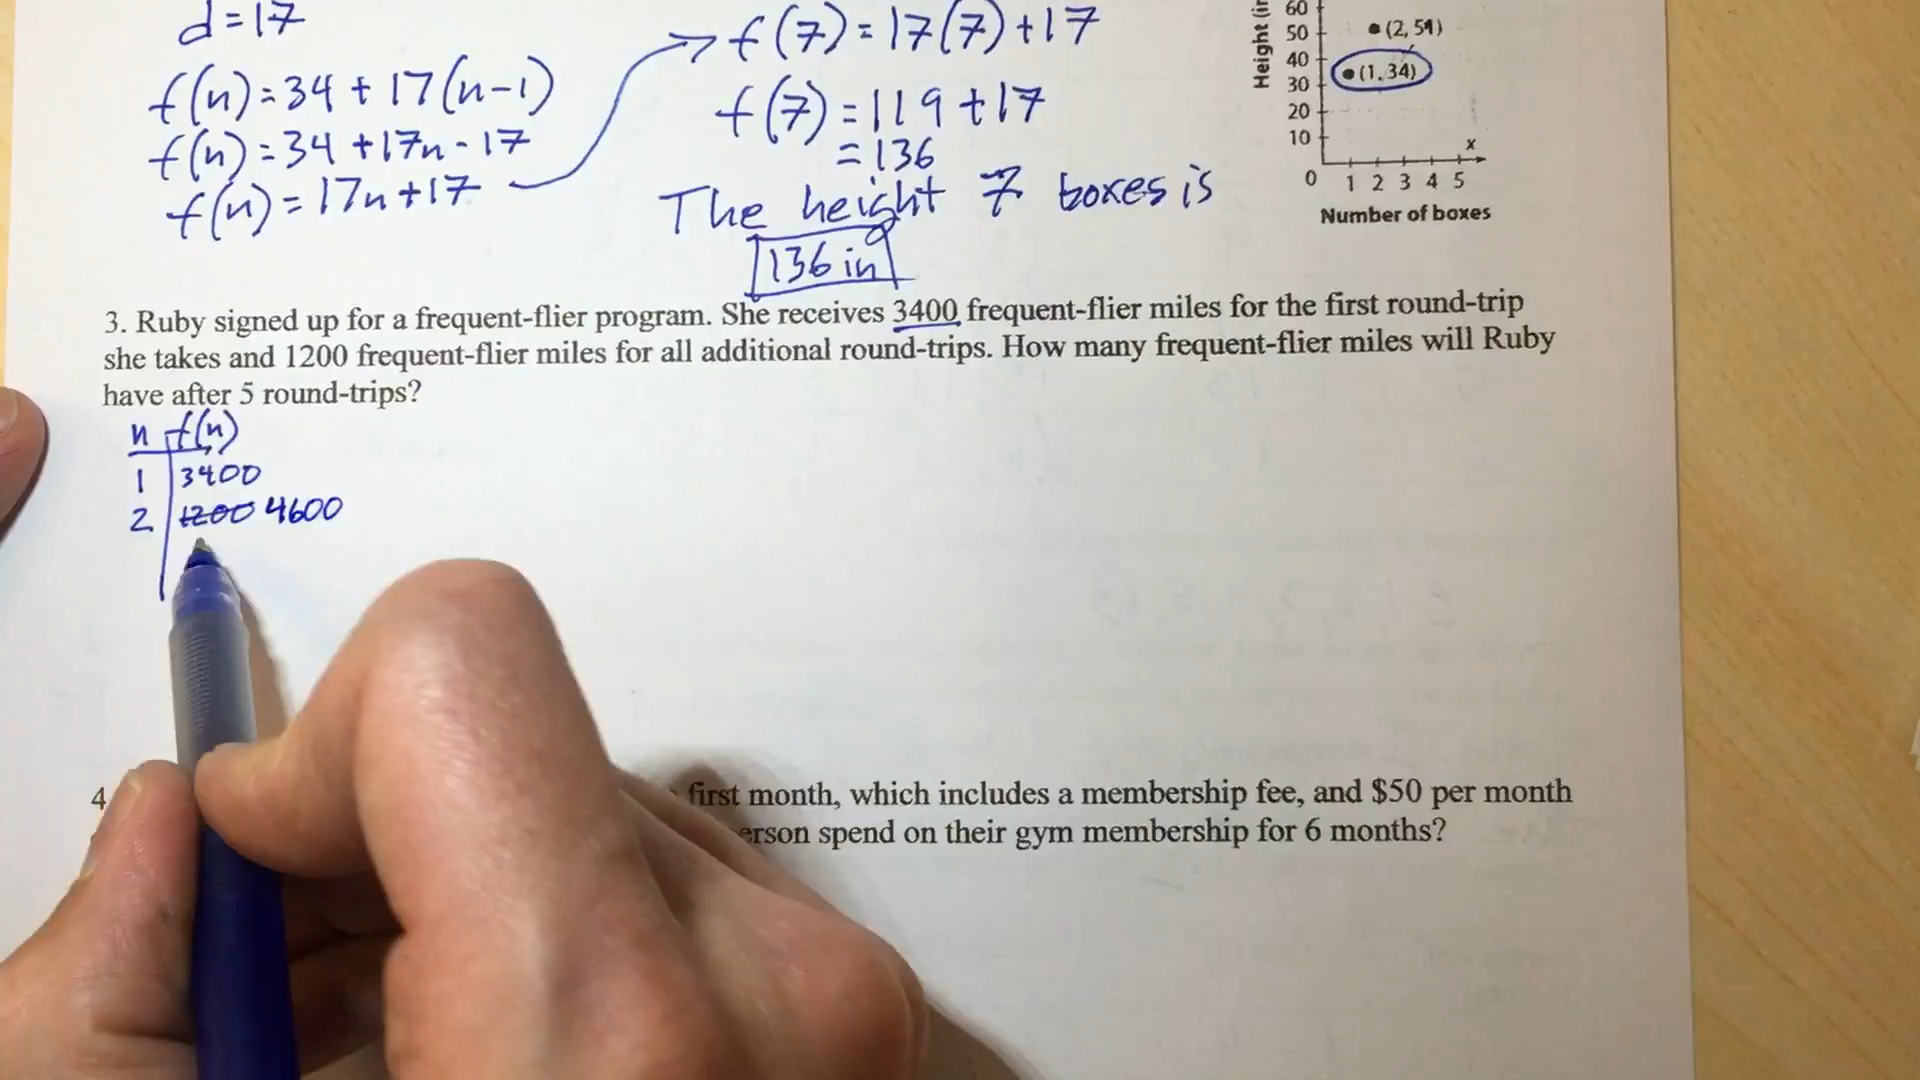 d=17
f(n)=34+17(n-1)
f(n)=34+17n-17
f(n)=17n+17
f(7)=17(7)+17
f(7)=119+17
=136
The height 7 boxes is
136 in
Height (in
60
50
40
30
20
10
0
1 2 3 4 5
x
(2, 51)
(1, 34)
Number of boxes
3. Ruby signed up for a frequent-flier program. She receives 3400 frequent-flier miles for the first round-trip
she takes and 1200 frequent-flier miles for all additional round-trips. How many frequent-flier miles will Ruby
have after 5 round-trips?
n f(n)
1 3400
2 1200 4600
4
first month, which includes a membership fee, and $50 per month
erson spend on their gym membership for 6 months?